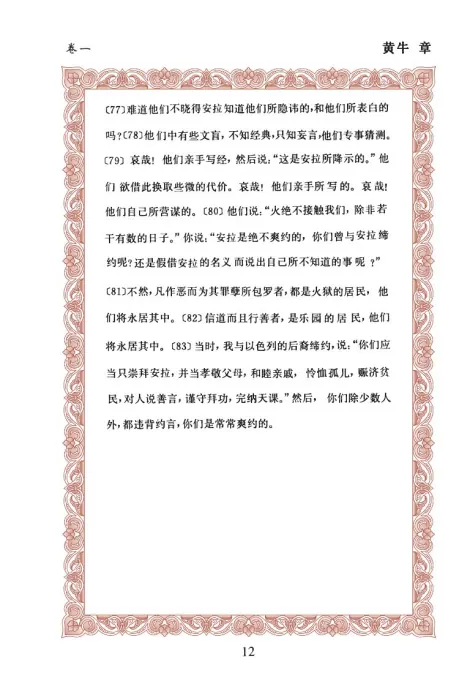 卷一
黄牛 章
(77)难道他们不晓得安拉知道他们所隐讳的,和他们所表白的
吗?(78)他们中有些文盲,不知经典,只知妄言,他们专事猜测。
(79) 哀哉! 他们亲手写经,然后说:“这是安拉所降示的。”他
们 欲借此换取些微的代价。哀哉! 他们亲手所写的。哀哉!
他们自己所营谋的。(80)他们说:“火绝不接触我们,除非若
干有数的日子。”你说:“安拉是绝不爽约的,你们曾与安拉缔
约呢?还是假借安拉的名义而说出自己所不知道的事呢?”
(81)不然,凡作恶而为其罪孽所包罗者,都是火狱的居民, 他
们将永居其中。(82)信道而且行善者,是乐园的居民,他们
将永居其中。(83)当时,我与以色列的后裔缔约,说:“你们应
当只崇拜安拉,并当孝敬父母,和睦亲戚, 怜恤孤儿,赈济贫
民,对人说善言,谨守拜功,完纳天课。”然后, 你们除少数人
外,都违背约言,你们是常常爽约的。
12